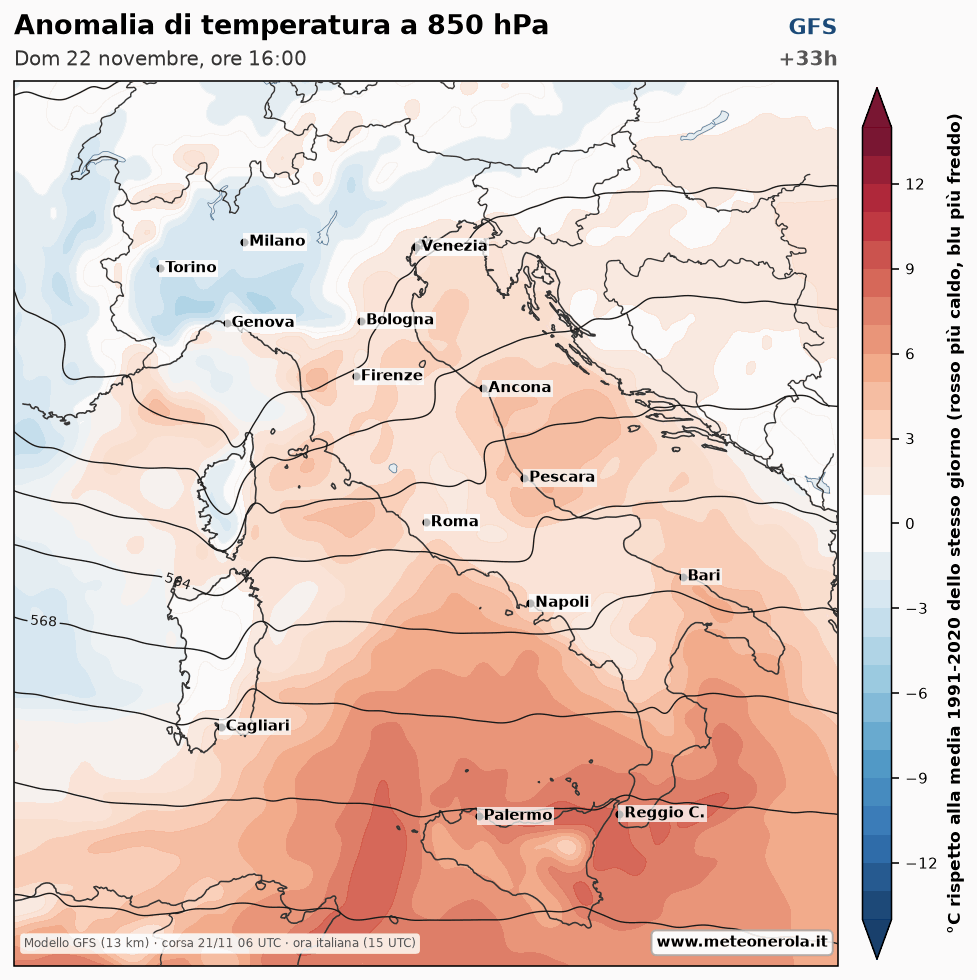 Anomalia di temperatura a 850 hPa
GFS
Dom 22 novembre, ore 16:00
+33h
Milano
Venezia
Torino
Genova
Bologna
Firenze
Ancona
Pescara
Roma
564
Bari
Napoli
568
Cagliari
Palermo
Reggio C.
Modello GFS (13 km) · corsa 21/11 06 UTC · ora italiana (15 UTC)
www.meteonerola.it
12
9
6
3
0
−3
−6
−9
−12
°C rispetto alla media 1991-2020 dello stesso giorno (rosso più caldo, blu più freddo)